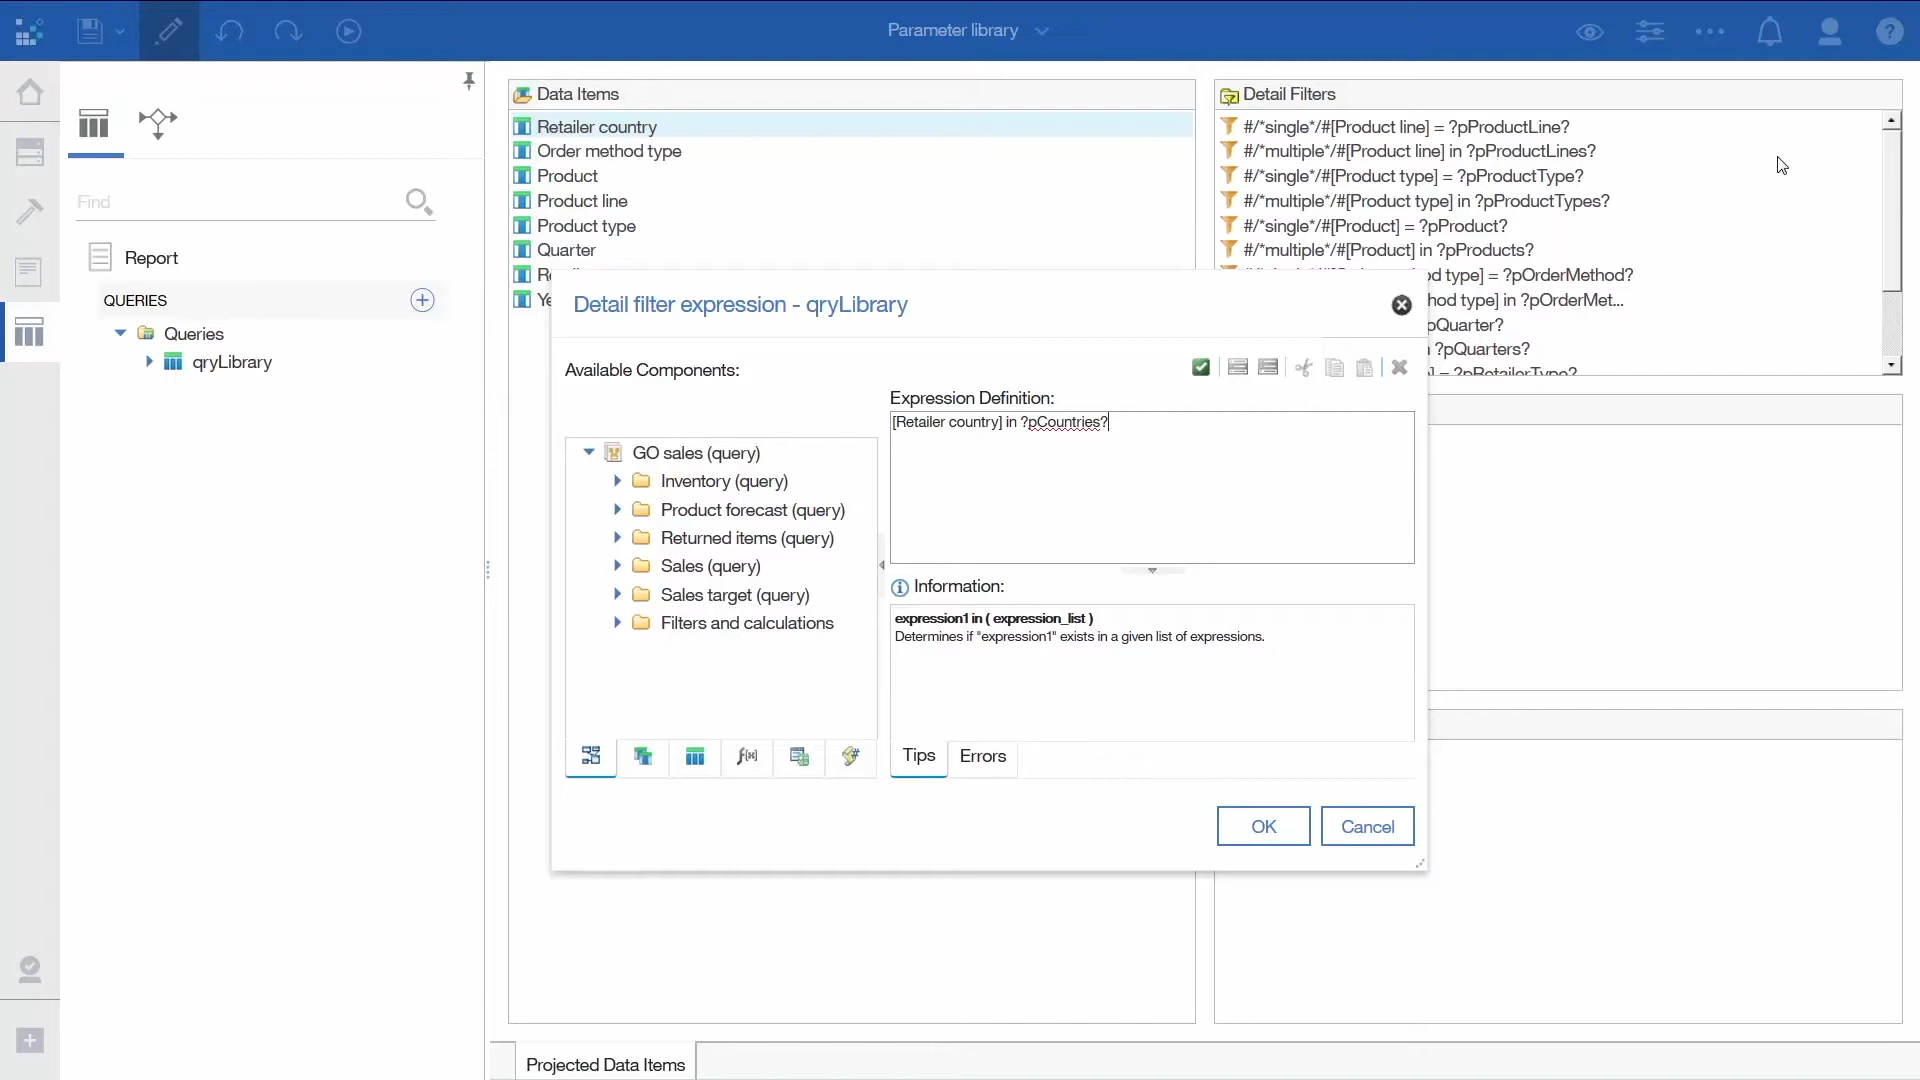 Parameter library
?
Find
Report
QUERIES
Queries
qryLibrary
Data Items
Retailer country
Order method type
Product
Product line
Product type
Quarter
Detail Filters
#/*single*/#[Product line] = ?pProductLine?
#/*multiple*/#[Product line] in ?pProductLines?
#/*single*/#[Product type] = ?pProductType?
#/*multiple*/#[Product type] in ?pProductTypes?
#/*single*/#[Product] = ?pProduct?
#/*multiple*/#[Product] in ?pProducts?
od type] = ?pOrderMethod?
hod type] in ?pOrderMet...
pQuarter?
?pQuarters?
] = ?pRetailerType?
Detail filter expression - qryLibrary
Available Components:
GO sales (query)
Inventory (query)
Product forecast (query)
Returned items (query)
Sales (query)
Sales target (query)
Filters and calculations
Expression Definition:
[Retailer country] in ?pCountries?
Information:
expression1 in ( expression_list )
Determines if "expression1" exists in a given list of expressions.
Tips
Errors
OK
Cancel
Projected Data Items